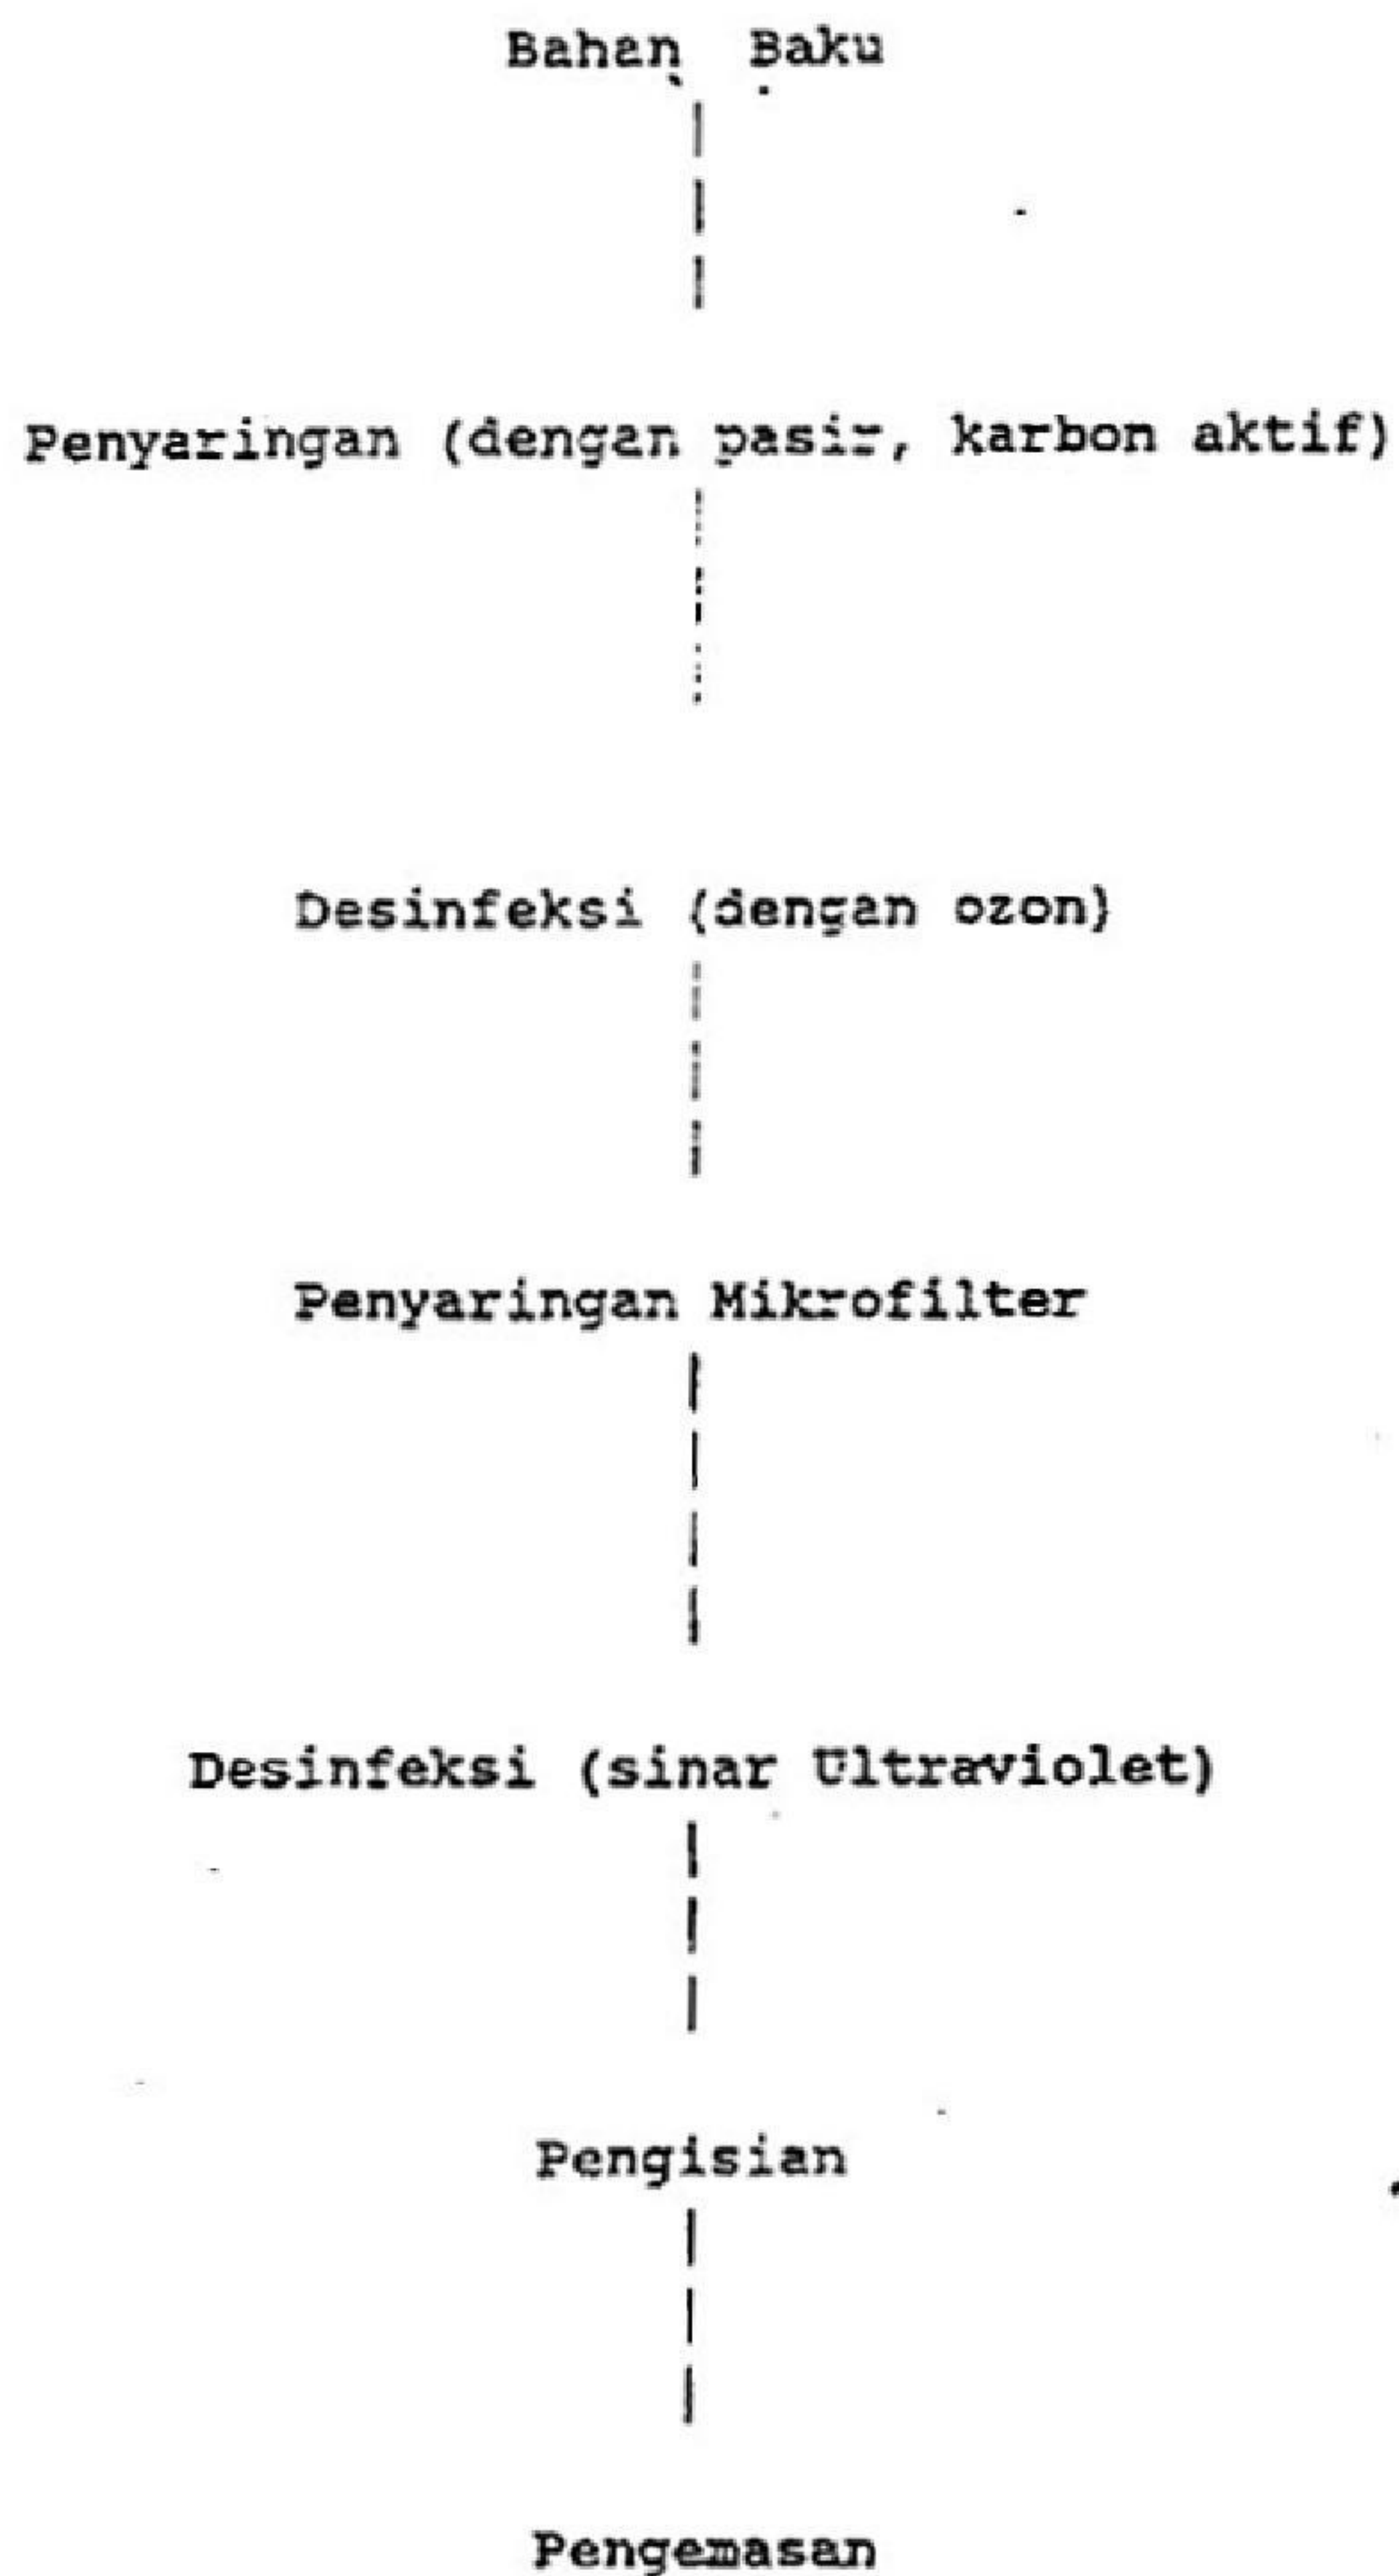 Bahan Baku
Penyaringan (dengan pasir, karbon aktif)
Desinfeksi (dengan ozon)
Penyaringan Mikrofilter
Desinfeksi (sinar Ultraviolet)
Pengisian
Pengemasan